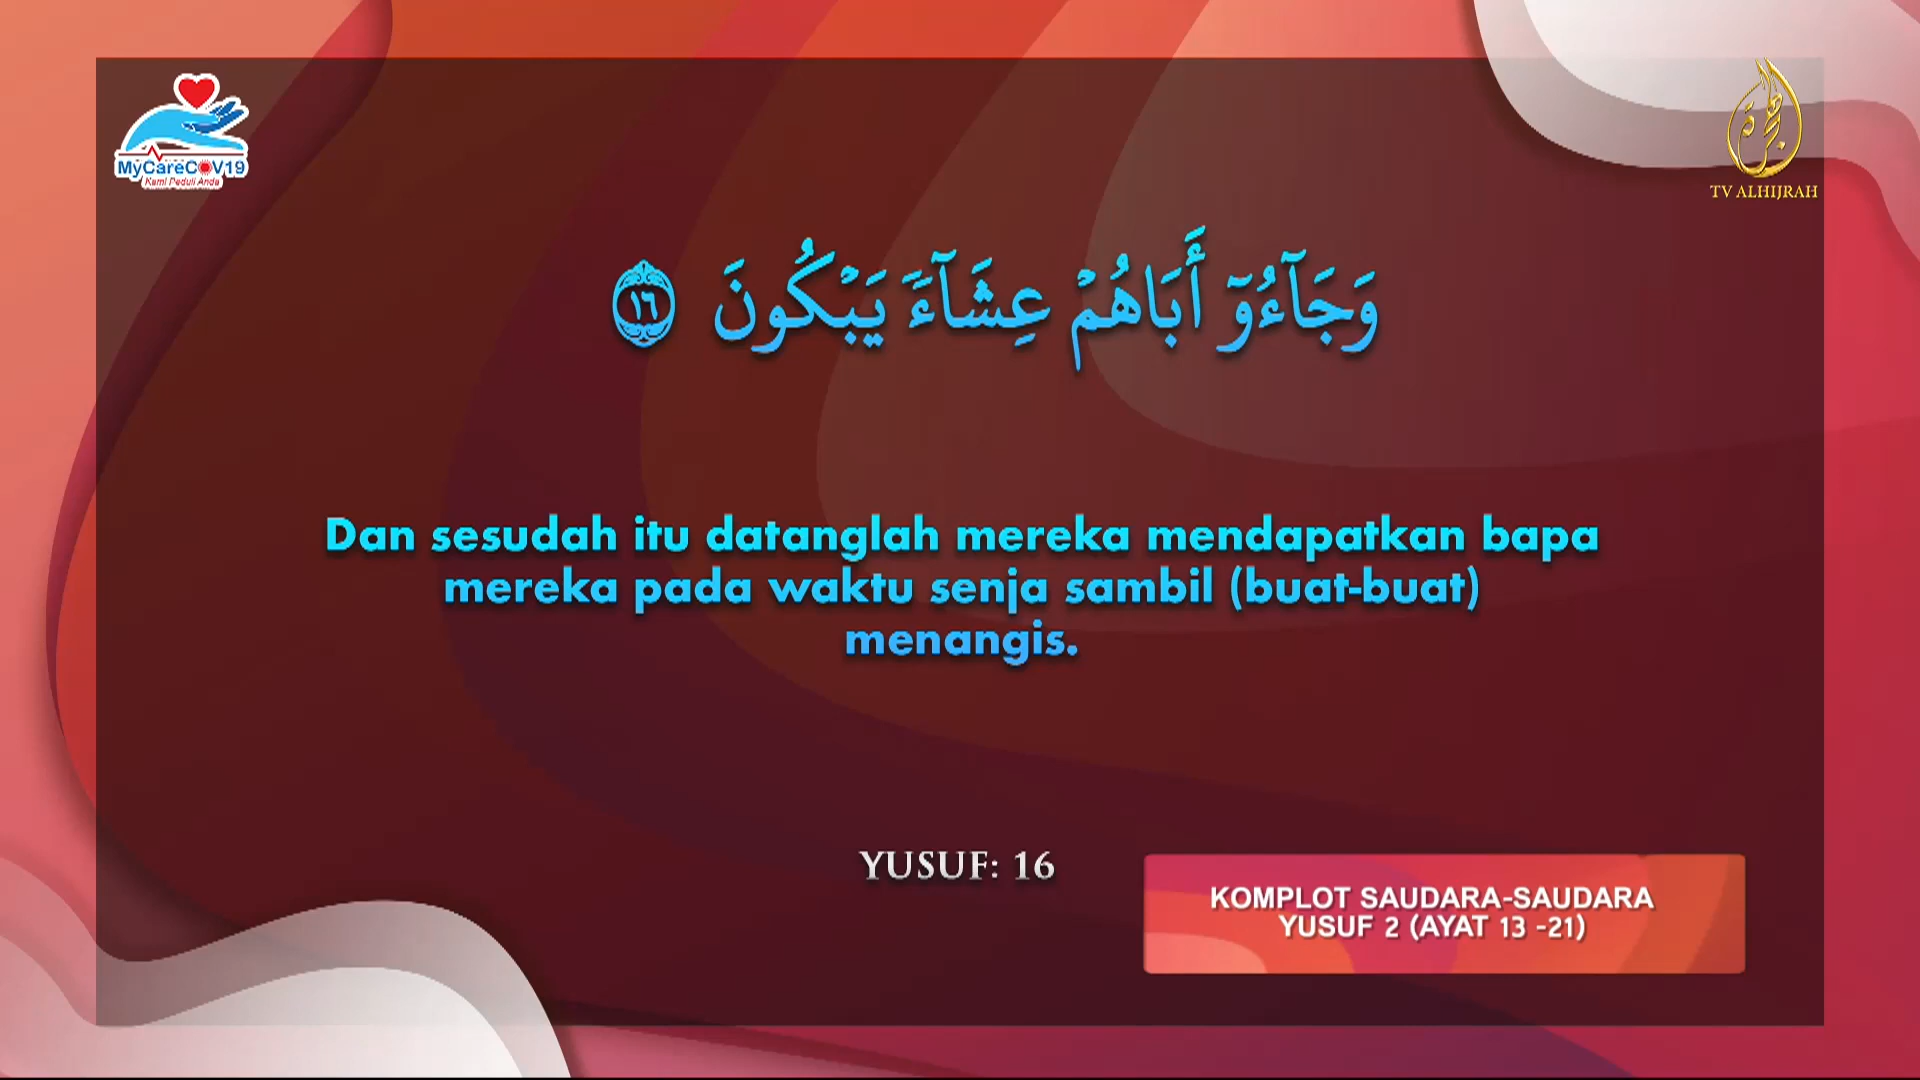 MyCareCOV19
Kami Peduli Anda
الهجرة
TV ALHIJRAH
وَجَآءُوٓ أَبَاهُمْ عِشَآءً يَبْكُونَ ١٦
Dan sesudah itu datanglah mereka mendapatkan bapa
mereka pada waktu senja sambil (buat-buat)
menangis.
YUSUF: 16
KOMPLOT SAUDARA-SAUDARA
YUSUF 2 (AYAT 13 -21)